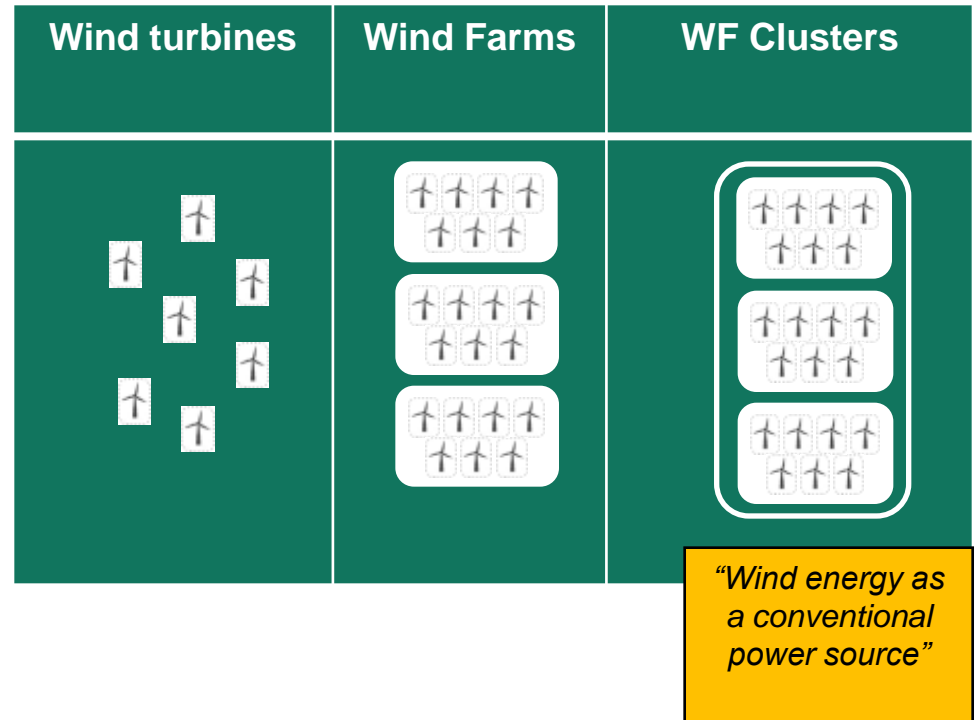 Wind turbines
Wind Farms
WF Clusters
“Wind energy as
a conventional
power source”